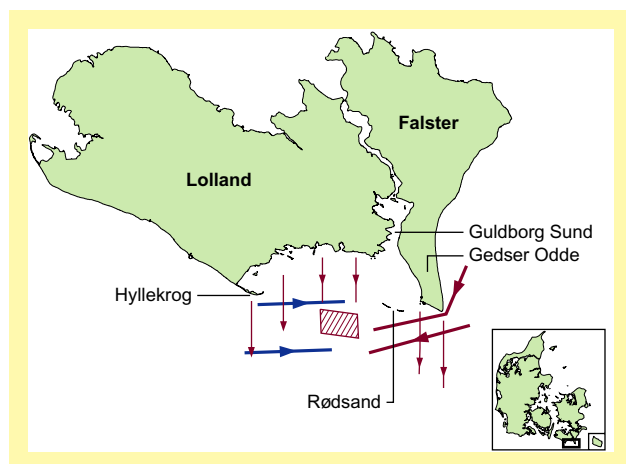 Falster
Lolland
Guldborg Sund
Gedser Odde
Hyllekrog
Rødsand